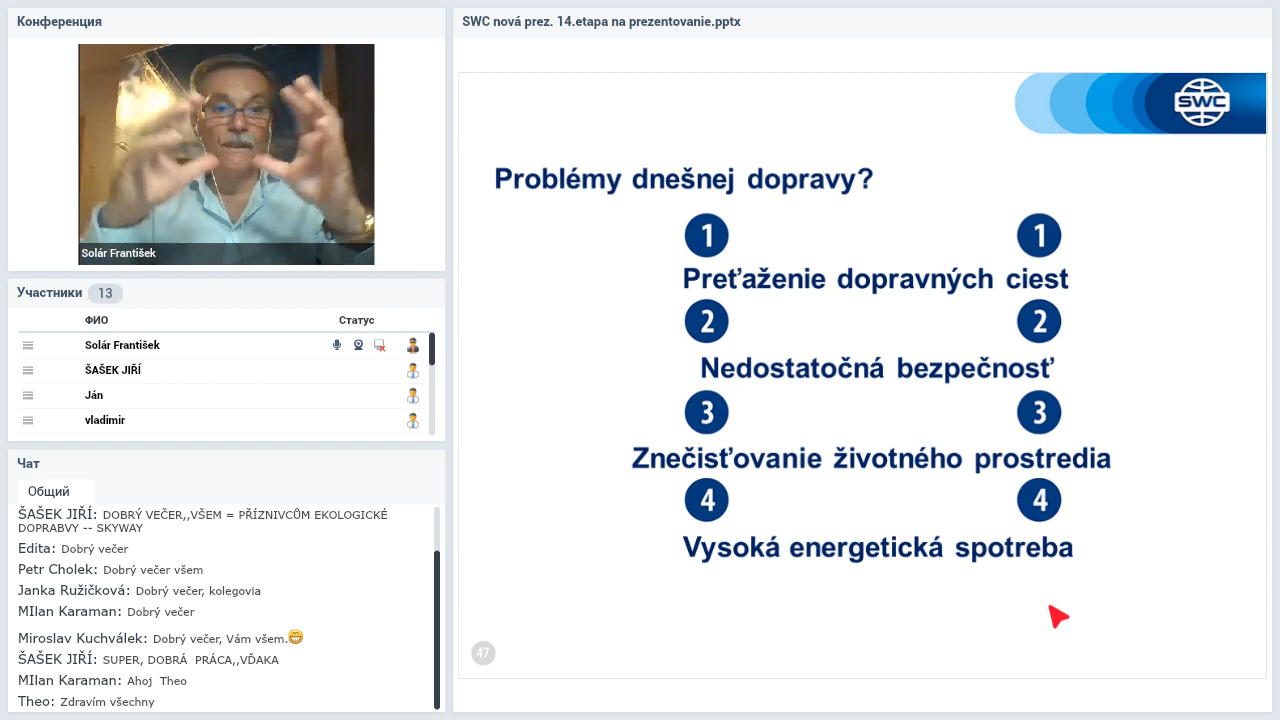 Конференция
Solár František
Участники 13
ФИО Статус
Solár František
ŠAŠEK JIŘÍ
Ján
vladimir
Чат
Общий
ŠAŠEK JIŘÍ: DOBRÝ VEČER,,VŠEM = PŘÍZNIVCŮM EKOLOGICKÉ
DOPRABVY -- SKYWAY
Edita: Dobrý večer
Petr Cholek: Dobrý večer všem
Janka Ružičková: Dobrý večer, kolegovia
MIlan Karaman: Dobrý večer
Miroslav Kuchválek: Dobrý večer, Vám všem.
ŠAŠEK JIŘÍ: SUPER, DOBRÁ PRÁCA,,VĎAKA
MIlan Karaman: Ahoj Theo
Theo: Zdravím všechny
SWC nová prez. 14.etapa na prezentovanie.pptx
SWC
Problémy dnešnej dopravy?
1 1
Preťaženie dopravných ciest
2 2
Nedostatočná bezpečnosť
3 3
Znečisťovanie životného prostredia
4 4
Vysoká energetická spotreba
47